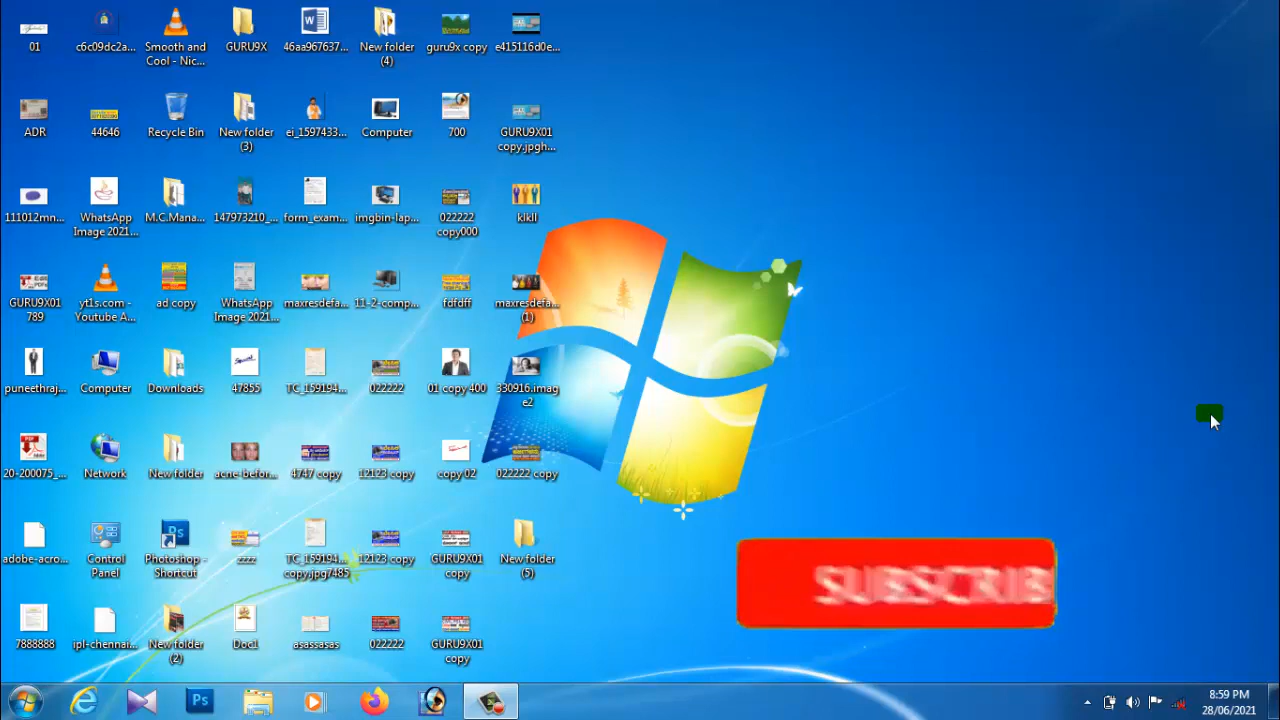 01
c6c09dc2a...
Smooth and
Cool - Nic...
GURU9X
46aa967637...
New folder
(4)
guru9x copy
e415116d0e...
ADR
44646
Recycle Bin
New folder
(3)
ei_1597433...
Computer
700
GURU9X01
copy.jpgh...
111012mn...
WhatsApp
Image 2021...
M.C.Mana...
147973210_...
form_exam...
imgbin-lap...
022222
copy000
klkll
GURU9X01
789
yt1s.com -
Youtube A...
ad copy
WhatsApp
Image 2021...
maxresdefa...
11-2-comp...
fdfdff
maxresdefa...
(1)
puneethraj...
Computer
Downloads
47855
TC_159194...
022222
01 copy 400
330916.imag
e2
20-200075_...
Network
New folder
acne-befor...
4747 copy
12123 copy
copy 02
022222 copy
adobe-acro...
Control
Panel
Photoshop -
Shortcut
zzzz
TC_159194...
copy.jpg7485
12123 copy
GURU9X01
copy
New folder
(5)
SUBSCRIB
7888888
ipl-chennai...
New folder
(2)
Doc1
asassasas
022222
GURU9X01
copy
Ps
8:59 PM
28/06/2021